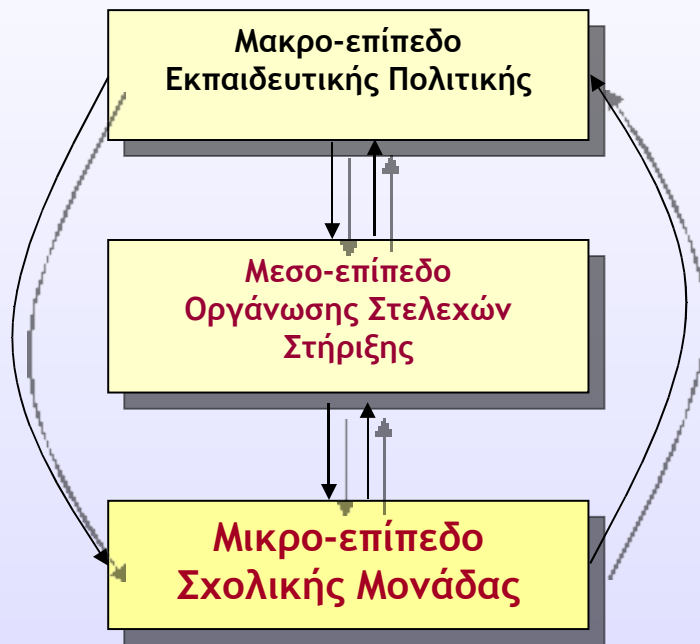 Μακρο-επίπεδο
Εκπαιδευτικής Πολιτικής
Μεσο-επίπεδο
Οργάνωσης Στελεχών
Στήριξης
Μικρο-επίπεδο
Σχολικής Μονάδας